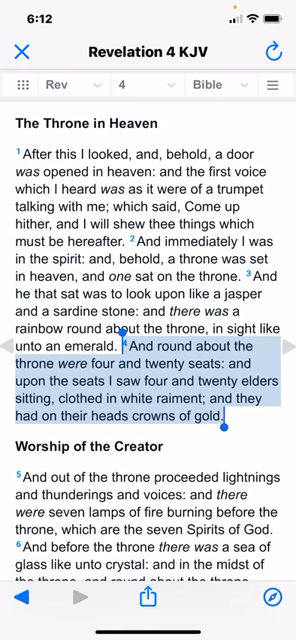 6:12
Revelation 4 KJV
Rev 4 Bible
The Throne in Heaven
1 After this I looked, and, behold, a door
was opened in heaven: and the first voice
which I heard was as it were of a trumpet
talking with me; which said, Come up
hither, and I will shew thee things which
must be hereafter. 2 And immediately I was
in the spirit: and, behold, a throne was set
in heaven, and one sat on the throne. 3 And
he that sat was to look upon like a jasper
and a sardine stone: and there was a
rainbow round about the throne, in sight like
unto an emerald. 4 And round about the
throne were four and twenty seats: and
upon the seats I saw four and twenty elders
sitting, clothed in white raiment; and they
had on their heads crowns of gold.
Worship of the Creator
5 And out of the throne proceeded lightnings
and thunderings and voices: and there
were seven lamps of fire burning before the
throne, which are the seven Spirits of God.
6 And before the throne there was a sea of
glass like unto crystal: and in the midst of
the throne, and round about the throne